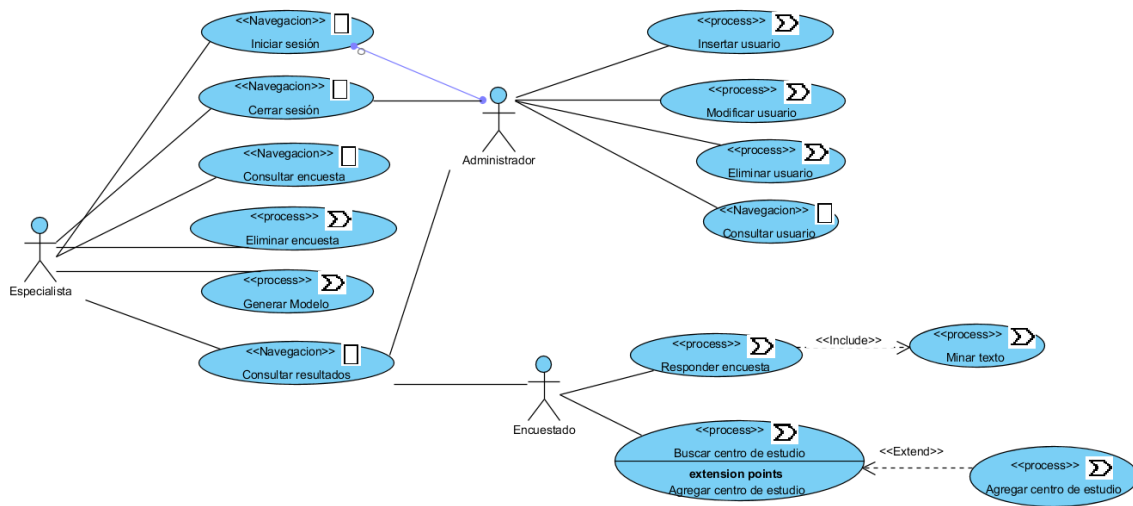 <<Navegacion>>
Iniciar sesión
<<Navegacion>>
Cerrar sesión
<<Navegacion>>
Consultar encuesta
<<process>>
Eliminar encuesta
<<process>>
Generar Modelo
<<Navegacion>>
Consultar resultados
Especialista
Administrador
<<process>>
Insertar usuario
<<process>>
Modificar usuario
<<process>>
Eliminar usuario
<<Navegacion>>
Consultar usuario
Encuestado
<<process>>
Responder encuesta
<<Include>>
<<process>>
Minar texto
<<process>>
Buscar centro de estudio
extension points
Agregar centro de estudio
<<Extend>>
<<process>>
Agregar centro de estudio